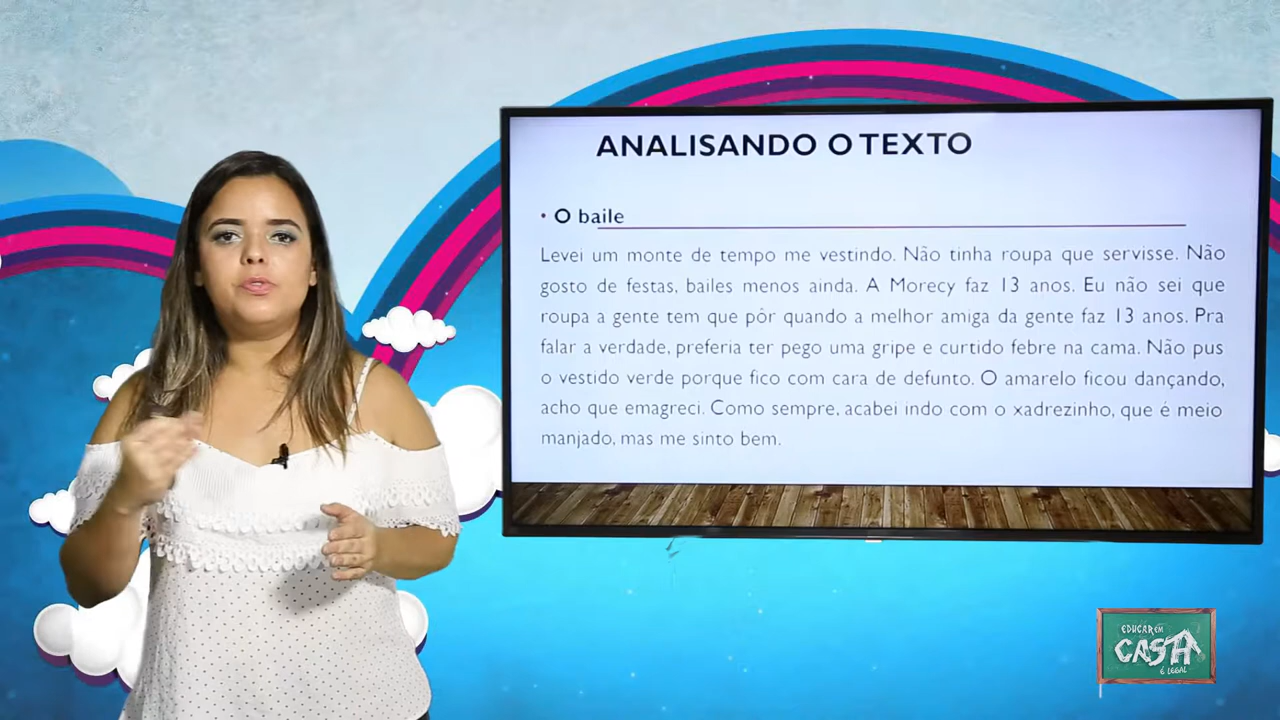 ANALISANDO O TEXTO
• O baile
Levei um monte de tempo me vestindo. Não tinha roupa que servisse. Não
gosto de festas, bailes menos ainda. A Morecy faz 13 anos. Eu não sei que
roupa a gente tem que pôr quando a melhor amiga da gente faz 13 anos. Pra
falar a verdade, preferia ter pego uma gripe e curtido febre na cama. Não pus
o vestido verde porque fico com cara de defunto. O amarelo ficou dançando,
acho que emagreci. Como sempre, acabei indo com o xadrezinho, que é meio
manjado, mas me sinto bem.
EDUCAR EM
CASA
É LEGAL